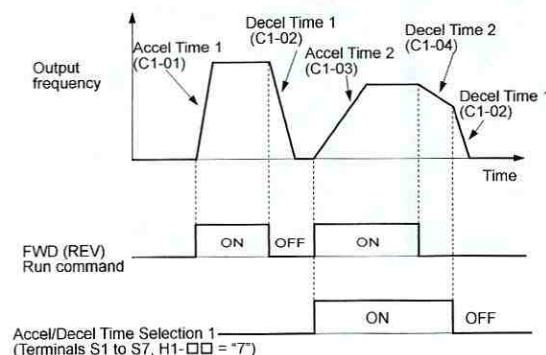 Output
frequency
Accel Time 1
(C1-01)
Decel Time 1
(C1-02)
Accel Time 2
(C1-03)
Decel Time 2
(C1-04)
Decel Time 1
(C1-02)
Time
FWD (REV)
Run command
ON
OFF
ON
Accel/Decel Time Selection 1
(Terminals S1 to S7, H1-□□ = "7")
ON
OFF